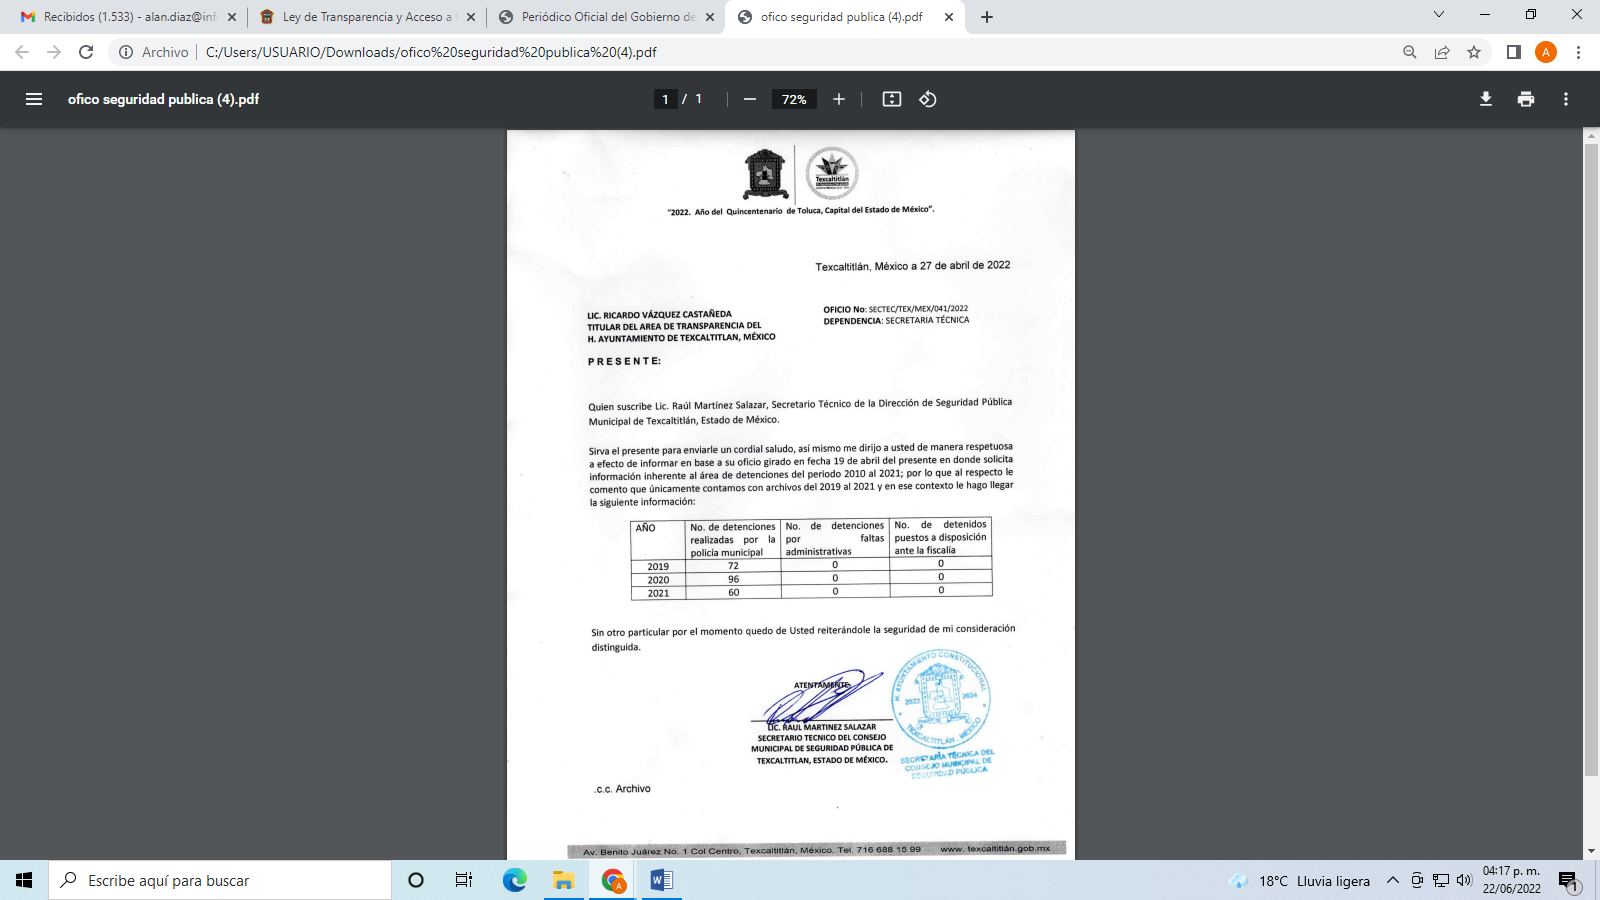 Recibidos (1.533) - alan.diaz@inf
Ley de Transparencia y Acceso a
Periódico Oficial del Gobierno de
ofico seguridad publica (4).pdf
Archivo
C:/Users/USUARIO/Downloads/ofico%20seguridad%20publica%20(4).pdf
A
ofico seguridad publica (4).pdf
1 / 1
72%
Texcaltitlán
"2022. Año del Quincentenario de Toluca, Capital del Estado de México".
Texcaltitlán, México a 27 de abril de 2022
OFICIO No: SECTEC/TEX/MEX/041/2022
DEPENDENCIA: SECRETARIA TÉCNICA
LIC. RICARDO VÁZQUEZ CASTAÑEDA
TITULAR DEL AREA DE TRANSPARENCIA DEL
H. AYUNTAMIENTO DE TEXCALTITLAN, MÉXICO
P R E S E N T E:
Quien suscribe Lic. Raúl Martínez Salazar, Secretario Técnico de la Dirección de Seguridad Pública
Municipal de Texcaltitlán, Estado de México.
Sirva el presente para enviarle un cordial saludo, así mismo me dirijo a usted de manera respetuosa
a efecto de informar en base a su oficio girado en fecha 19 de abril del presente en donde solicita
información inherente al área de detenciones del periodo 2010 al 2021; por lo que al respecto le
comento que únicamente contamos con archivos del 2019 al 2021 y en ese contexto le hago llegar
la siguiente información:
AÑO
No. de detenciones
realizadas por la
policía municipal
No. de detenciones
por faltas
administrativas
No. de detenidos
puestos a disposición
ante la fiscalía
2019 72 0 0
2020 96 0 0
2021 60 0 0
Sin otro particular por el momento quedo de Usted reiterándole la seguridad de mi consideración
distinguida.
ATENTAMENTE
LIC. RAUL MARTINEZ SALAZAR
SECRETARIO TECNICO DEL CONSEJO
MUNICIPAL DE SEGURIDAD PÚBLICA DE
TEXCALTITLAN, ESTADO DE MÉXICO.
H. AYUNTAMIENTO CONSTITUCIONAL
2022 2024
TEXCALTITLÁN, MÉXICO
SECRETARÍA TÉCNICA DEL
CONSEJO MUNICIPAL DE
SEGURIDAD PÚBLICA
.c.c. Archivo
Av. Benito Juárez No. 1 Col Centro, Texcaltitlán, México. Tel. 716 688 15 99 www. texcaltitlán.gob.mx
Escribe aquí para buscar
18°C Lluvia ligera
04:17 p. m.
22/06/2022
1